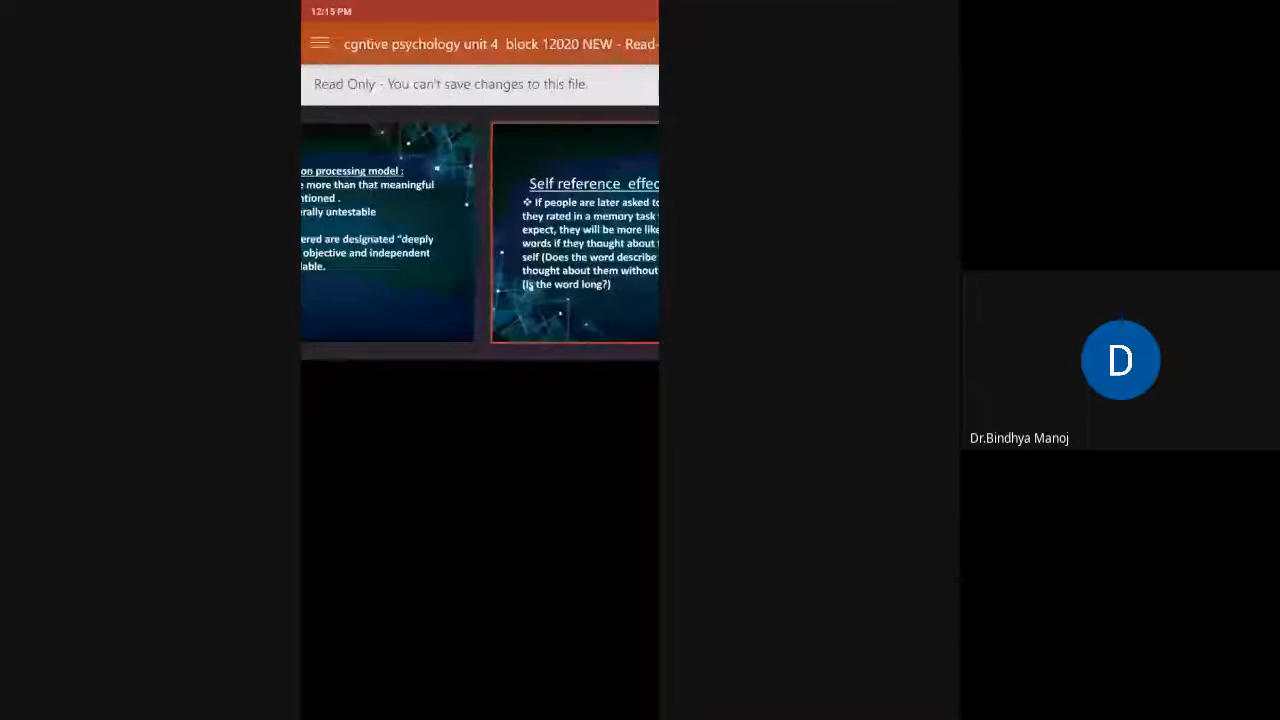 12:15 PM
cgntive psychology unit 4 block 12020 NEW - Read-
Read Only - You can't save changes to this file.
on processing model :
e more than that meaningful
ntioned .
erally untestable
ered are designated “deeply
objective and independent
lable.
Self reference effec
❖ If people are later asked to
they rated in a memory task
expect, they will be more like
words if they thought about
self (Does the word describe
thought about them without
(Is the word long?)
D
Dr.Bindhya Manoj